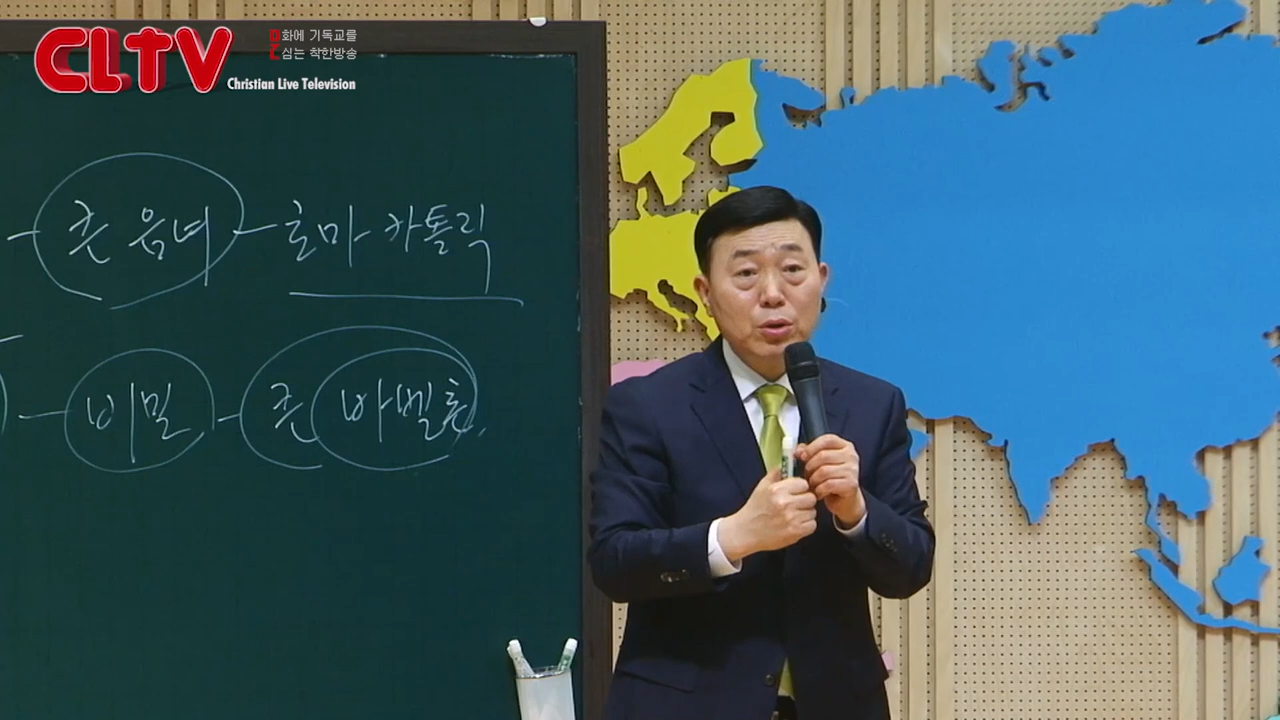 CLTV
문화에 기독교를
심는 착한방송
Christian Live Television
- 큰 음녀 - 로마 카톨릭
- 비밀 - 큰 바벨론